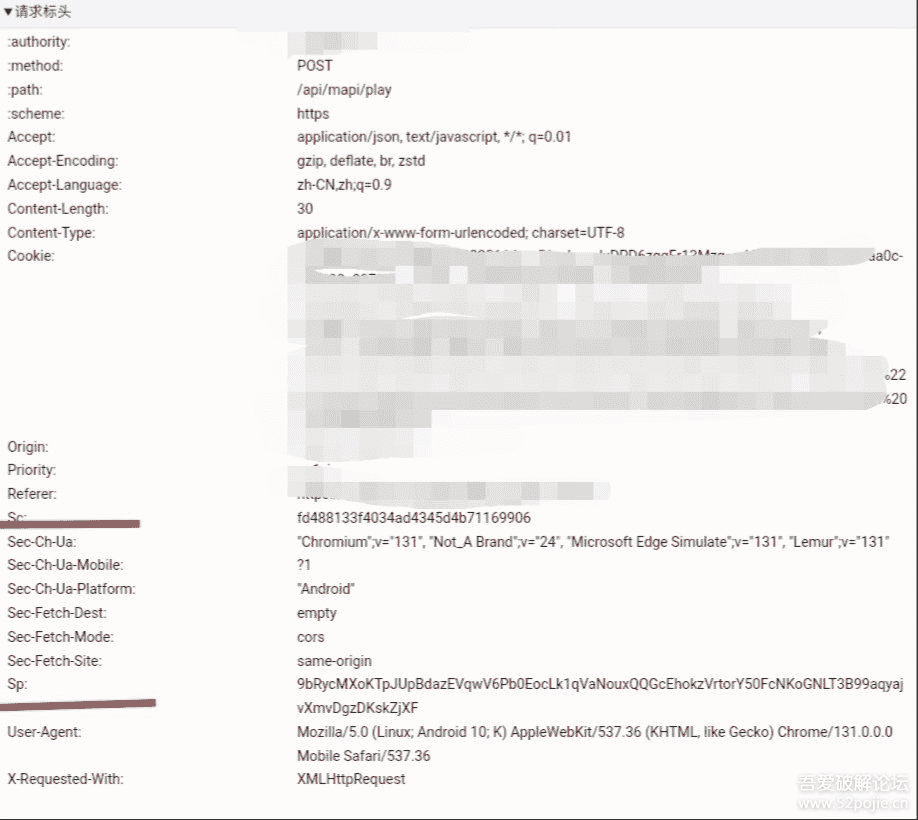 ▼请求标头
:authority:
:method: POST
:path: /api/mapi/play
:scheme: https
Accept: application/json, text/javascript, */*; q=0.01
Accept-Encoding: gzip, deflate, br, zstd
Accept-Language: zh-CN,zh;q=0.9
Content-Length: 30
Content-Type: application/x-www-form-urlencoded; charset=UTF-8
Cookie: aa0c-
%22
%20
Origin:
Priority:
Referer:
Sc: fd488133f4034ad4345d4b71169906
Sec-Ch-Ua: "Chromium";v="131", "Not_A Brand";v="24", "Microsoft Edge Simulate";v="131", "Lemur";v="131"
Sec-Ch-Ua-Mobile: ?1
Sec-Ch-Ua-Platform: "Android"
Sec-Fetch-Dest: empty
Sec-Fetch-Mode: cors
Sec-Fetch-Site: same-origin
Sp: 9bRycMXoKTpJUpBdazEVqwV6Pb0EocLk1qVaNouxQQGcEhokzVrtorY50FcNKoGNLT3B99aqyaj
vXmvDgzDKskZjXF
User-Agent: Mozilla/5.0 (Linux; Android 10; K) AppleWebKit/537.36 (KHTML, like Gecko) Chrome/131.0.0.0
Mobile Safari/537.36
X-Requested-With: XMLHttpRequest
吾爱破解论坛
www.52pojie.cn